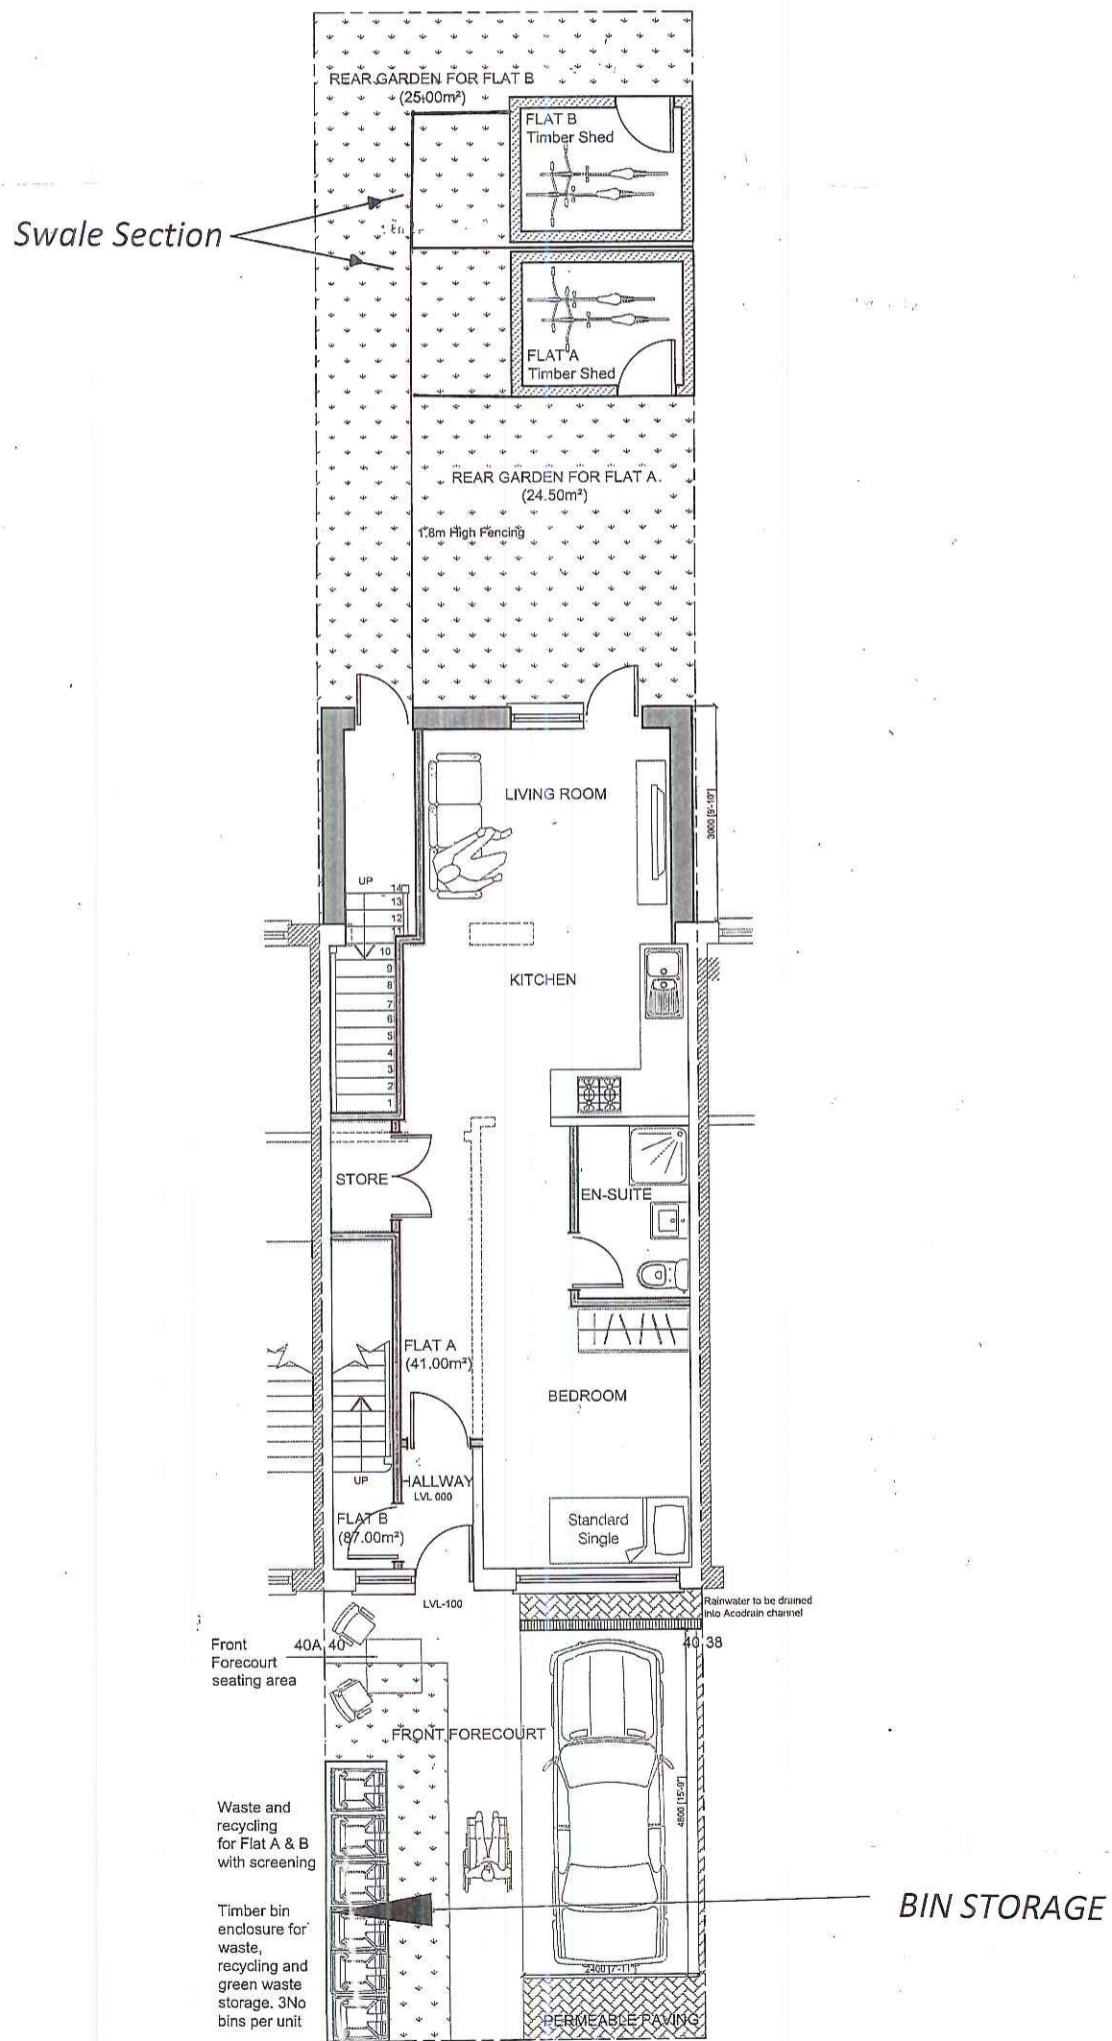 REAR GARDEN FOR FLAT B
(25.00m²)
FLAT B
Timber Shed
Swale Section
FLAT A
Timber Shed
REAR GARDEN FOR FLAT A.
(24.50m²)
1.8m High Fencing
LIVING ROOM
3000 [9'-10"]
UP
14
13
12
11
10
9
8
7
6
5
4
3
2
1
KITCHEN
STORE
EN-SUITE
FLAT A
(41.00m²)
BEDROOM
UP
HALLWAY
LVL 000
FLAT B
(87.00m²)
Standard
Single
LVL-100
Rainwater to be drained
into Acodrain channel
Front
Forecourt
seating area
40A 40
40 38
FRONT FORECOURT
4800 [15'-9"]
Waste and
recycling
for Flat A & B
with screening
Timber bin
enclosure for
waste,
recycling and
green waste
storage. 3No
bins per unit
BIN STORAGE
2400 [7'-11"]
PERMEABLE PAVING